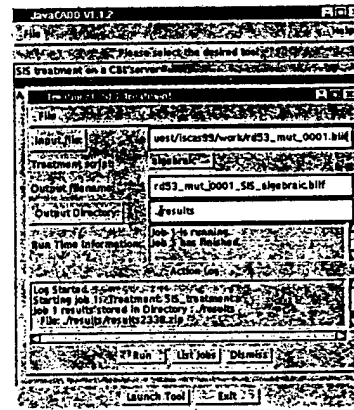 JavaCADD V1.1.2
File
Help
Please select the desired tool
SIS treatment on a CBL server
File
Input file:
uest/iscas99/work/rd53_mut_0001.blif
Treatment script:
algebraic
Output filename:
rd53_mut_0001_SIS_algebraic.blif
Output Directory:
./results
Run Time Information:
Job 1 is running.
Job 1 has finished.
Action Log
Log Started.
Starting job 1: Treatment: SIS_treatment
Job 1 results stored in Directory : ./results
File: ./results/results2338.zip
Run
List Jobs
Dismiss
Launch Tool
Exit